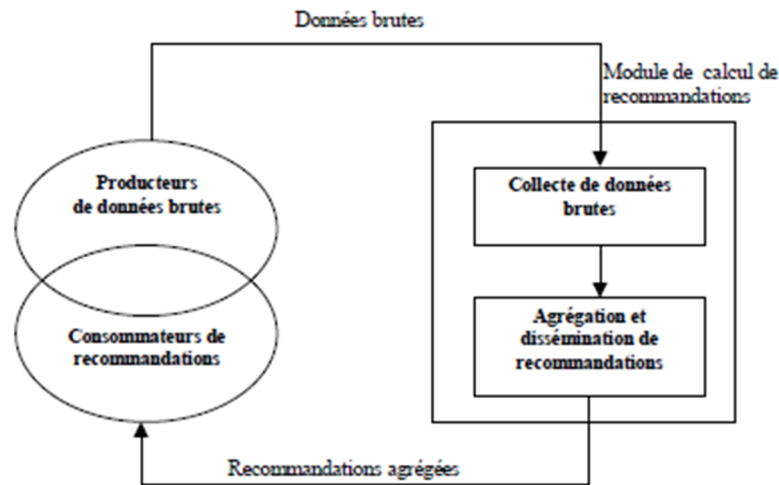 Données brutes
Module de calcul de
recommandations
Producteurs
de données brutes
Collecte de données
brutes
Consommateurs de
recommandations
Agrégation et
dissémination de
recommandations
Recommandations agrégées